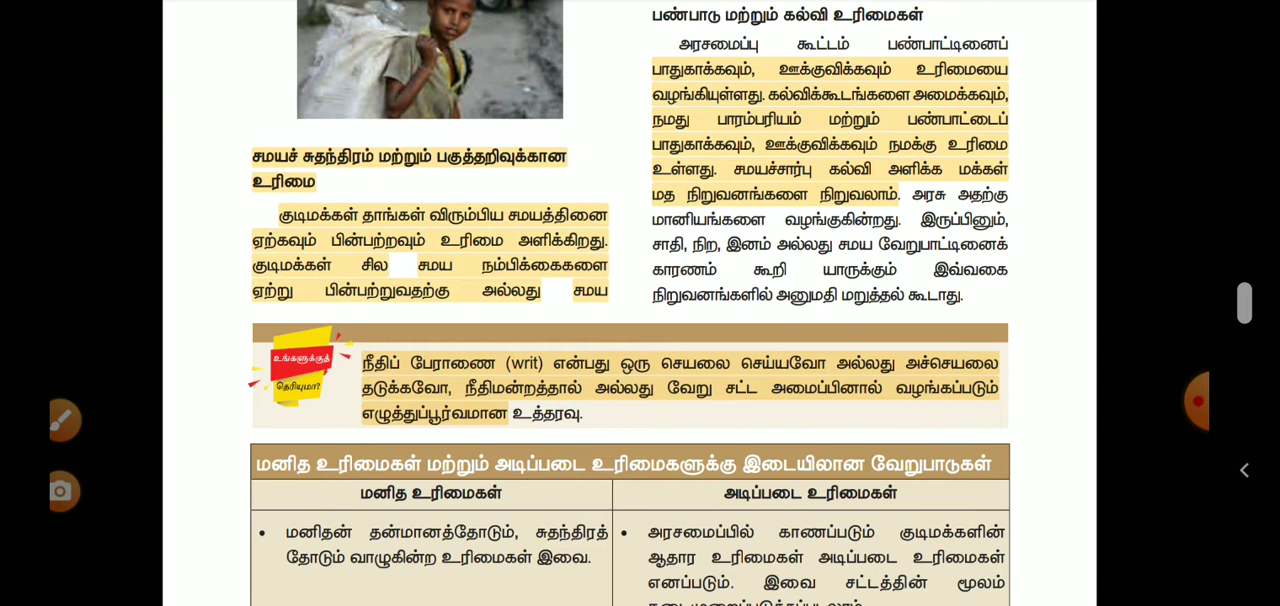 சமயச் சுதந்திரம் மற்றும் பகுத்தறிவுக்கான
உரிமை
குடிமக்கள் தாங்கள் விரும்பிய சமயத்தினை
ஏற்கவும் பின்பற்றவும் உரிமை அளிக்கிறது.
குடிமக்கள் சில சமய நம்பிக்கைகளை
ஏற்று பின்பற்றுவதற்கு அல்லது சமய
பண்பாடு மற்றும் கல்வி உரிமைகள்
அரசமைப்பு கூட்டம் பண்பாட்டினைப்
பாதுகாக்கவும், ஊக்குவிக்கவும் உரிமையை
வழங்கியுள்ளது. கல்விக்கூடங்களை அமைக்கவும்,
நமது பாரம்பரியம் மற்றும் பண்பாட்டைப்
பாதுகாக்கவும், ஊக்குவிக்கவும் நமக்கு உரிமை
உள்ளது. சமயச்சார்பு கல்வி அளிக்க மக்கள்
மத நிறுவனங்களை நிறுவலாம். அரசு அதற்கு
மானியங்களை வழங்குகின்றது. இருப்பினும்,
சாதி, நிற, இனம் அல்லது சமய வேறுபாட்டினைக்
காரணம் கூறி யாருக்கும் இவ்வகை
நிறுவனங்களில் அனுமதி மறுத்தல் கூடாது.
உங்களுக்குத்
தெரியுமா?
நீதிப் பேராணை (writ) என்பது ஒரு செயலை செய்யவோ அல்லது அச்செயலை
தடுக்கவோ, நீதிமன்றத்தால் அல்லது வேறு சட்ட அமைப்பினால் வழங்கப்படும்
எழுத்துப்பூர்வமான உத்தரவு.
மனித உரிமைகள் மற்றும் அடிப்படை உரிமைகளுக்கு இடையிலான வேறுபாடுகள்
மனித உரிமைகள்
அடிப்படை உரிமைகள்
• மனிதன் தன்மானத்தோடும், சுதந்திரத்
தோடும் வாழுகின்ற உரிமைகள் இவை.
• அரசமைப்பில் காணப்படும் குடிமக்களின்
ஆதார உரிமைகள் அடிப்படை உரிமைகள்
எனப்படும். இவை சட்டத்தின் மூலம்